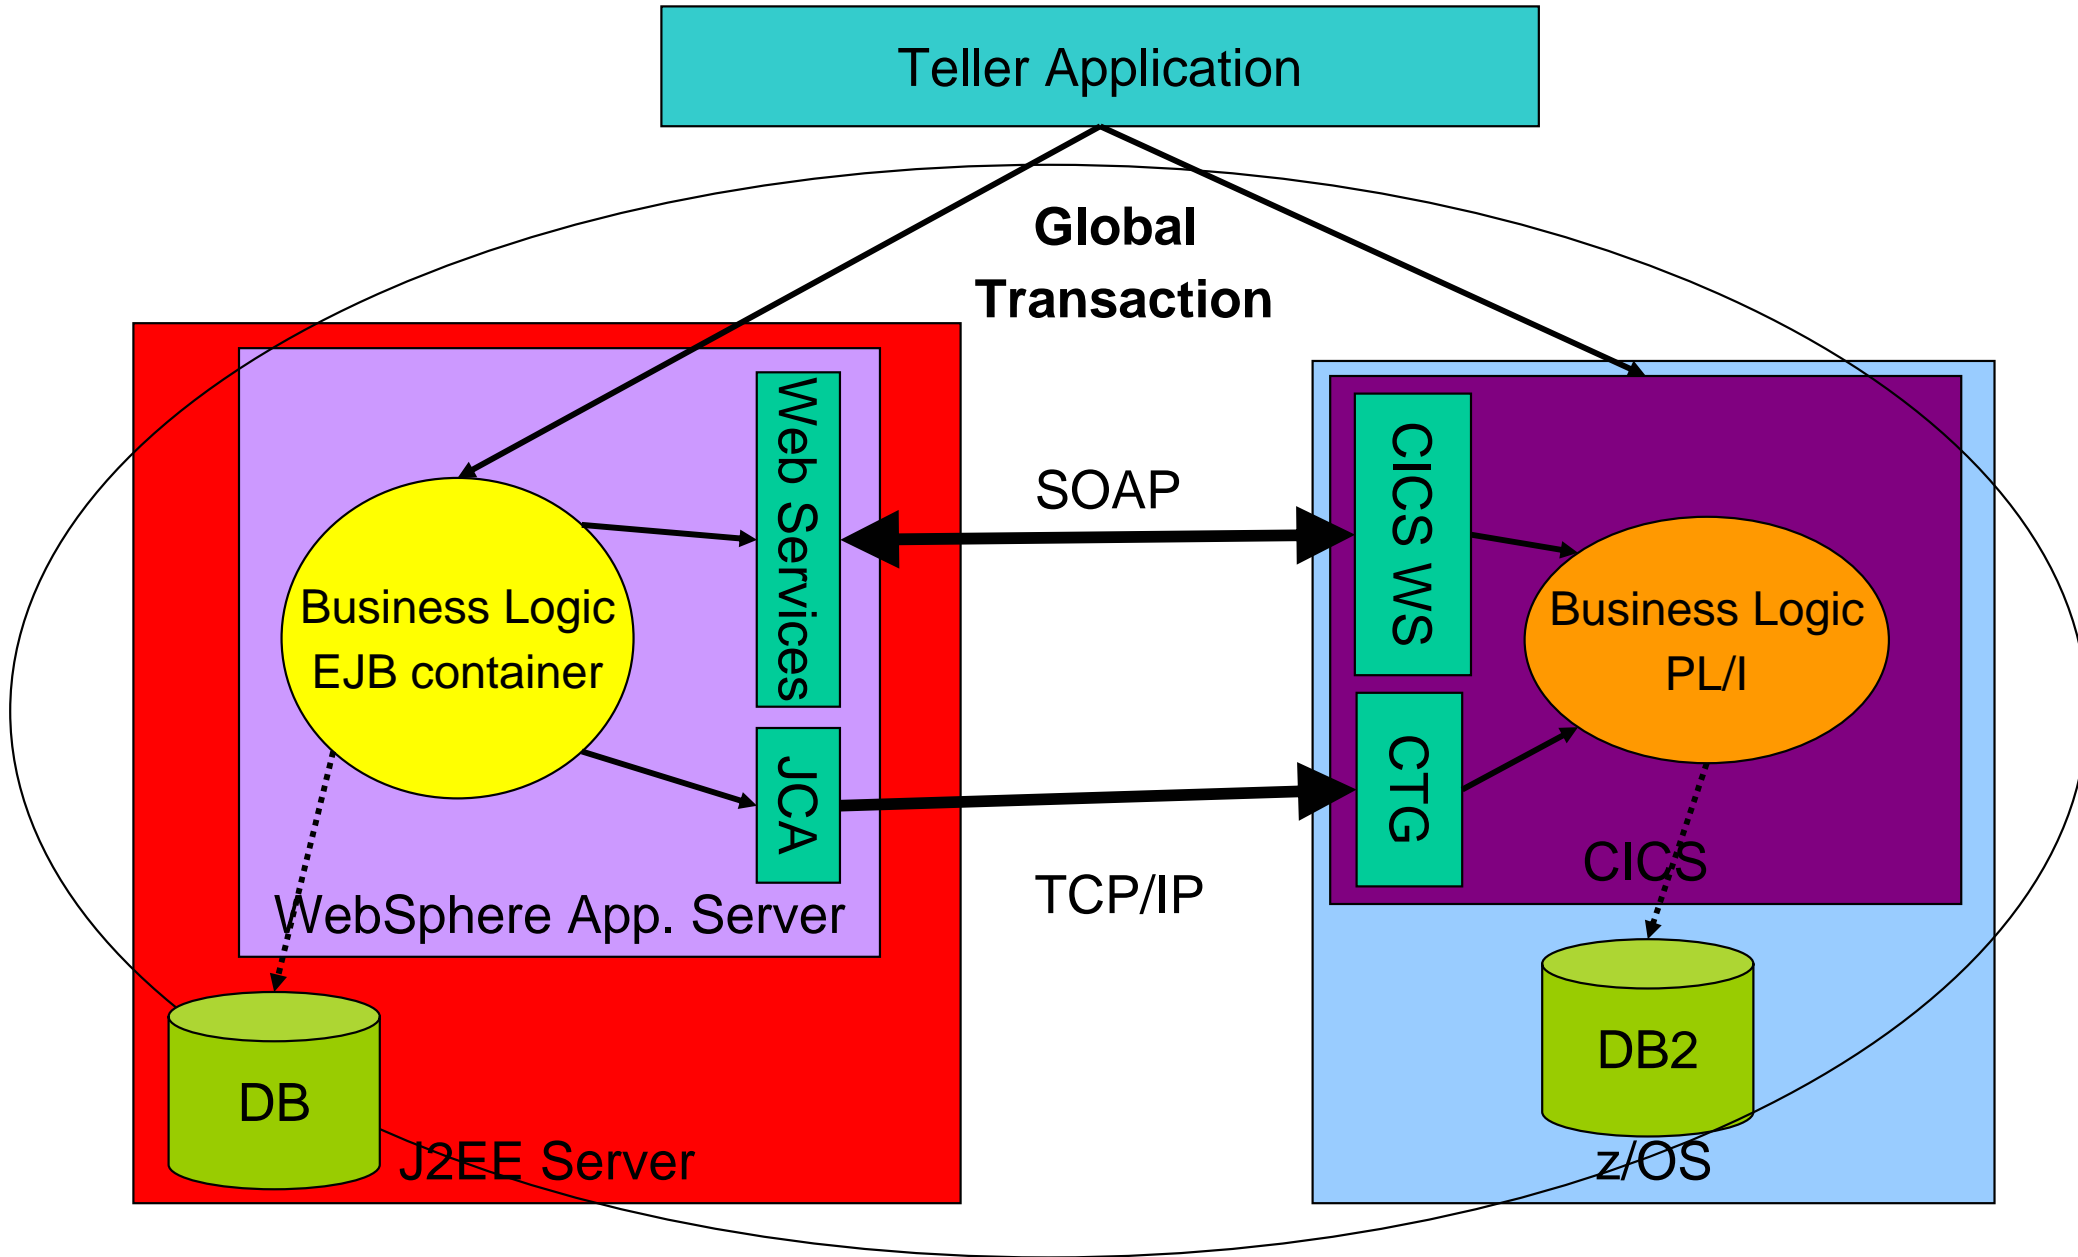 Teller Application
Global
Transaction
Web Services
CICS WS
SOAP
Business Logic
EJB container
Business Logic
PL/I
JCA
CTG
CICS
TCP/IP
WebSphere App. Server
DB2
DB
J2EE Server
z/OS